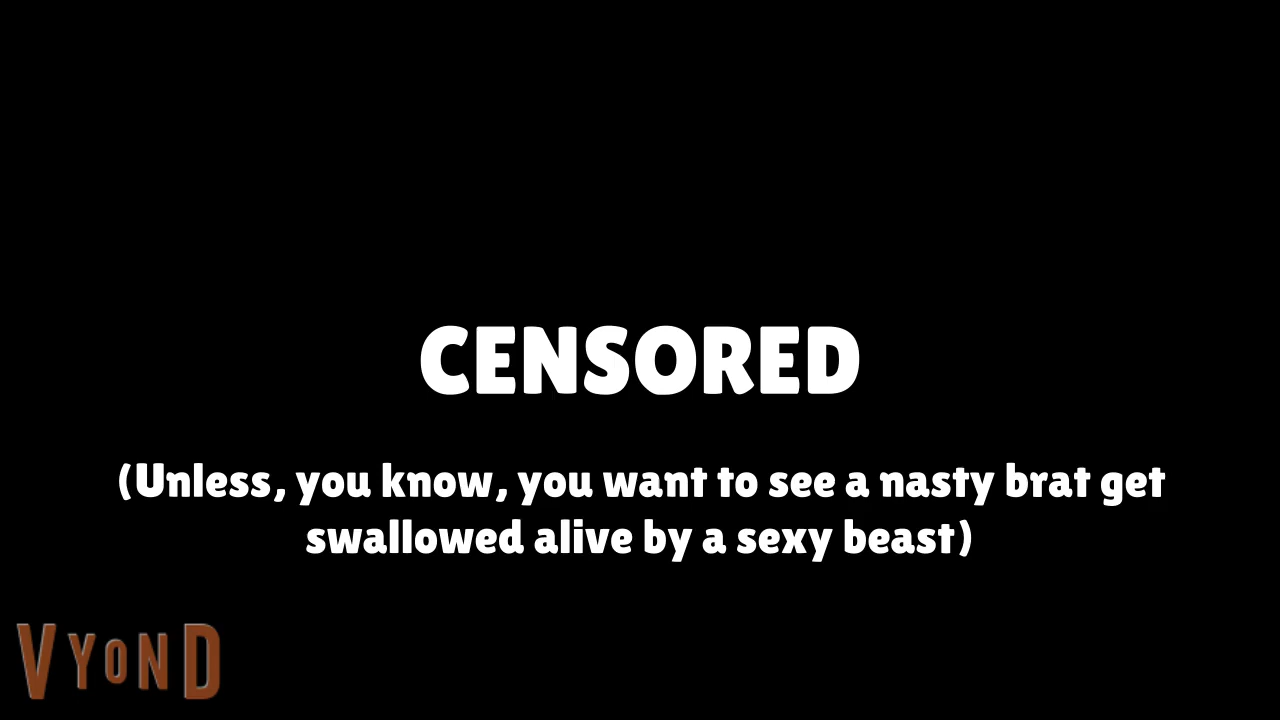 CENSORED
(Unless, you know, you want to see a nasty brat get
swallowed alive by a sexy beast)
VYOND